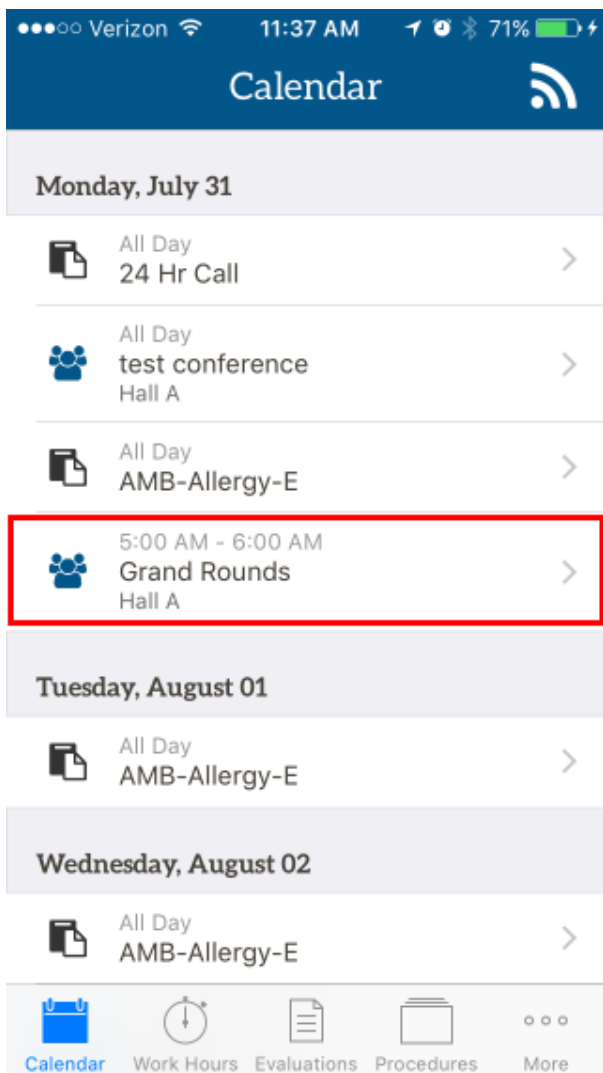 Verizon 11:37 AM 71%
Calendar
Monday, July 31
All Day
24 Hr Call
All Day
test conference
Hall A
All Day
AMB-Allergy-E
5:00 AM - 6:00 AM
Grand Rounds
Hall A
Tuesday, August 01
All Day
AMB-Allergy-E
Wednesday, August 02
All Day
AMB-Allergy-E
Calendar Work Hours Evaluations Procedures More